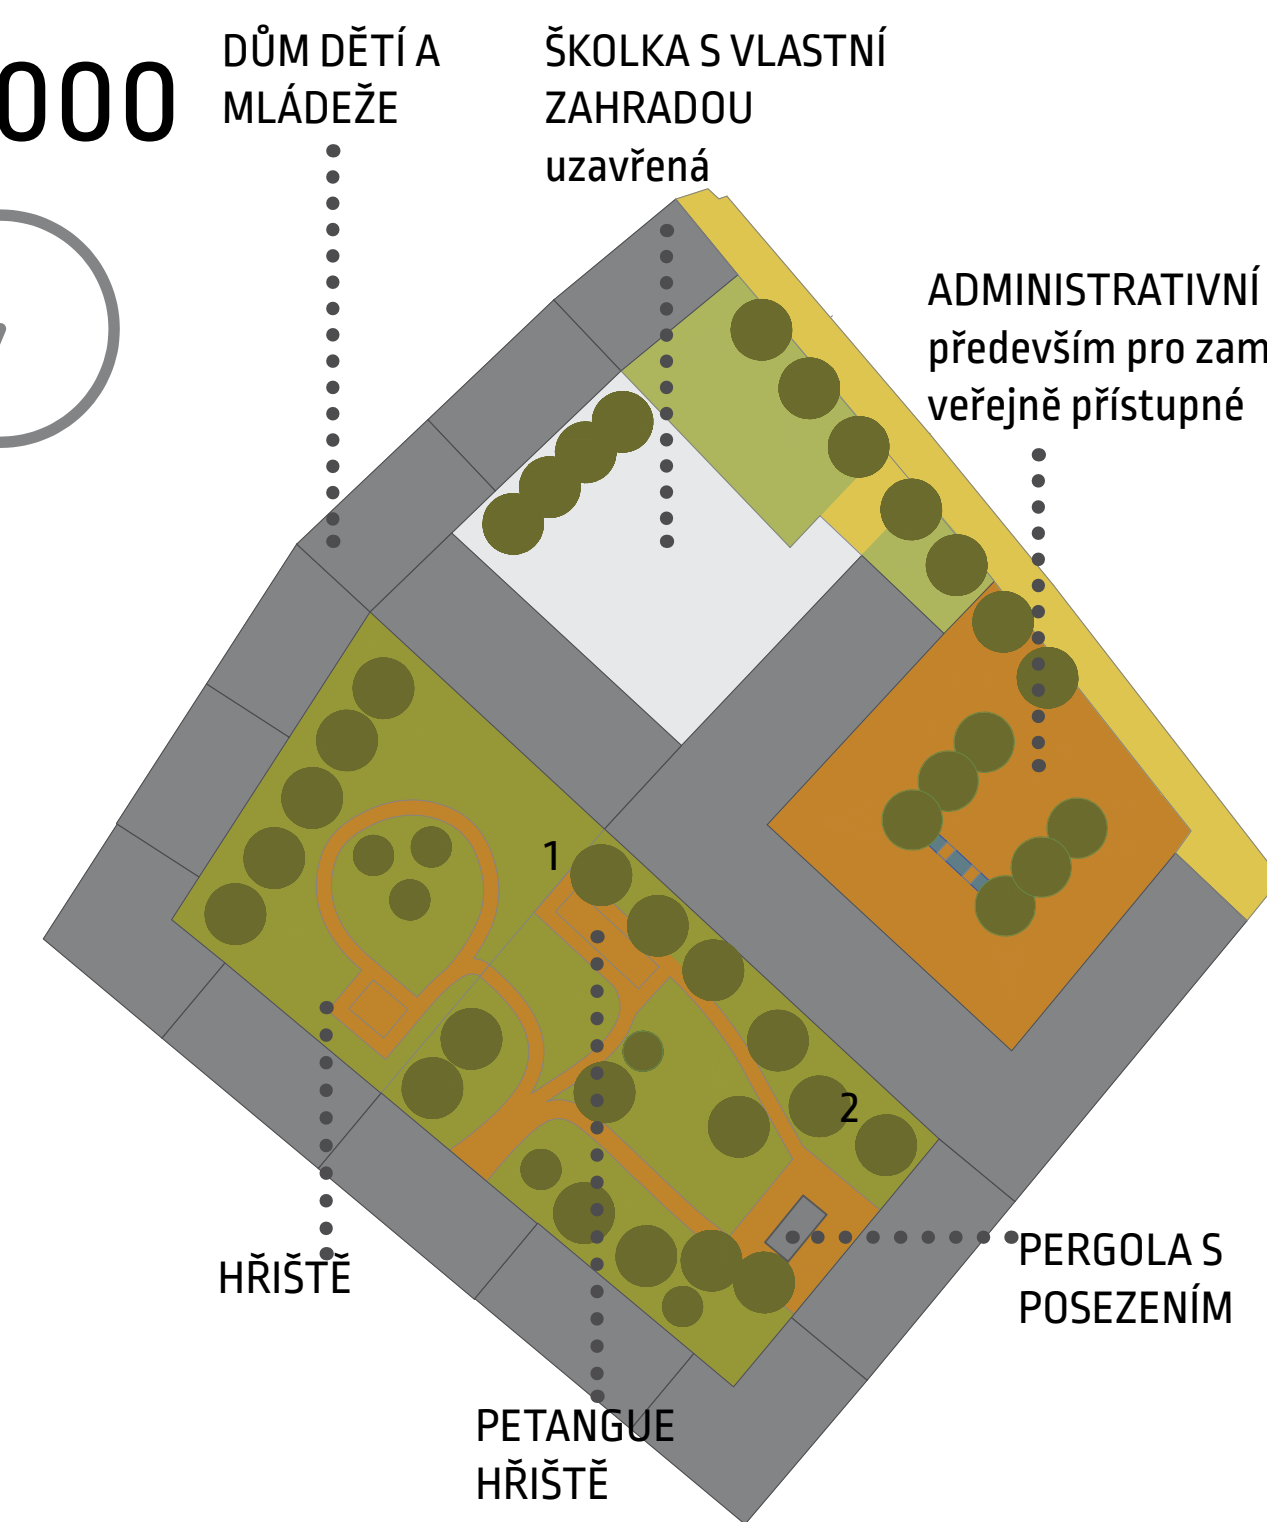 000
DŮM DĚTÍ A
MLÁDEŽE
ŠKOLKA S VLASTNÍ
ZAHRADOU
uzavřená
ADMINISTRATIVNÍ
především pro zam
veřejně přístupné
1
2
HŘIŠTĚ
PERGOLA S
POSEZENÍM
PETANGUE
HŘIŠTĚ